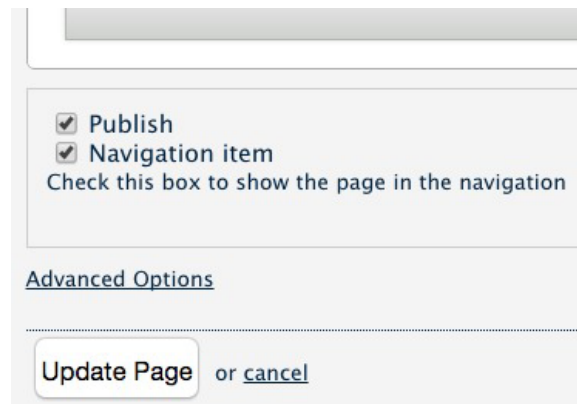 Publish
Navigation item
Check this box to show the page in the navigation
Advanced Options
Update Page or cancel